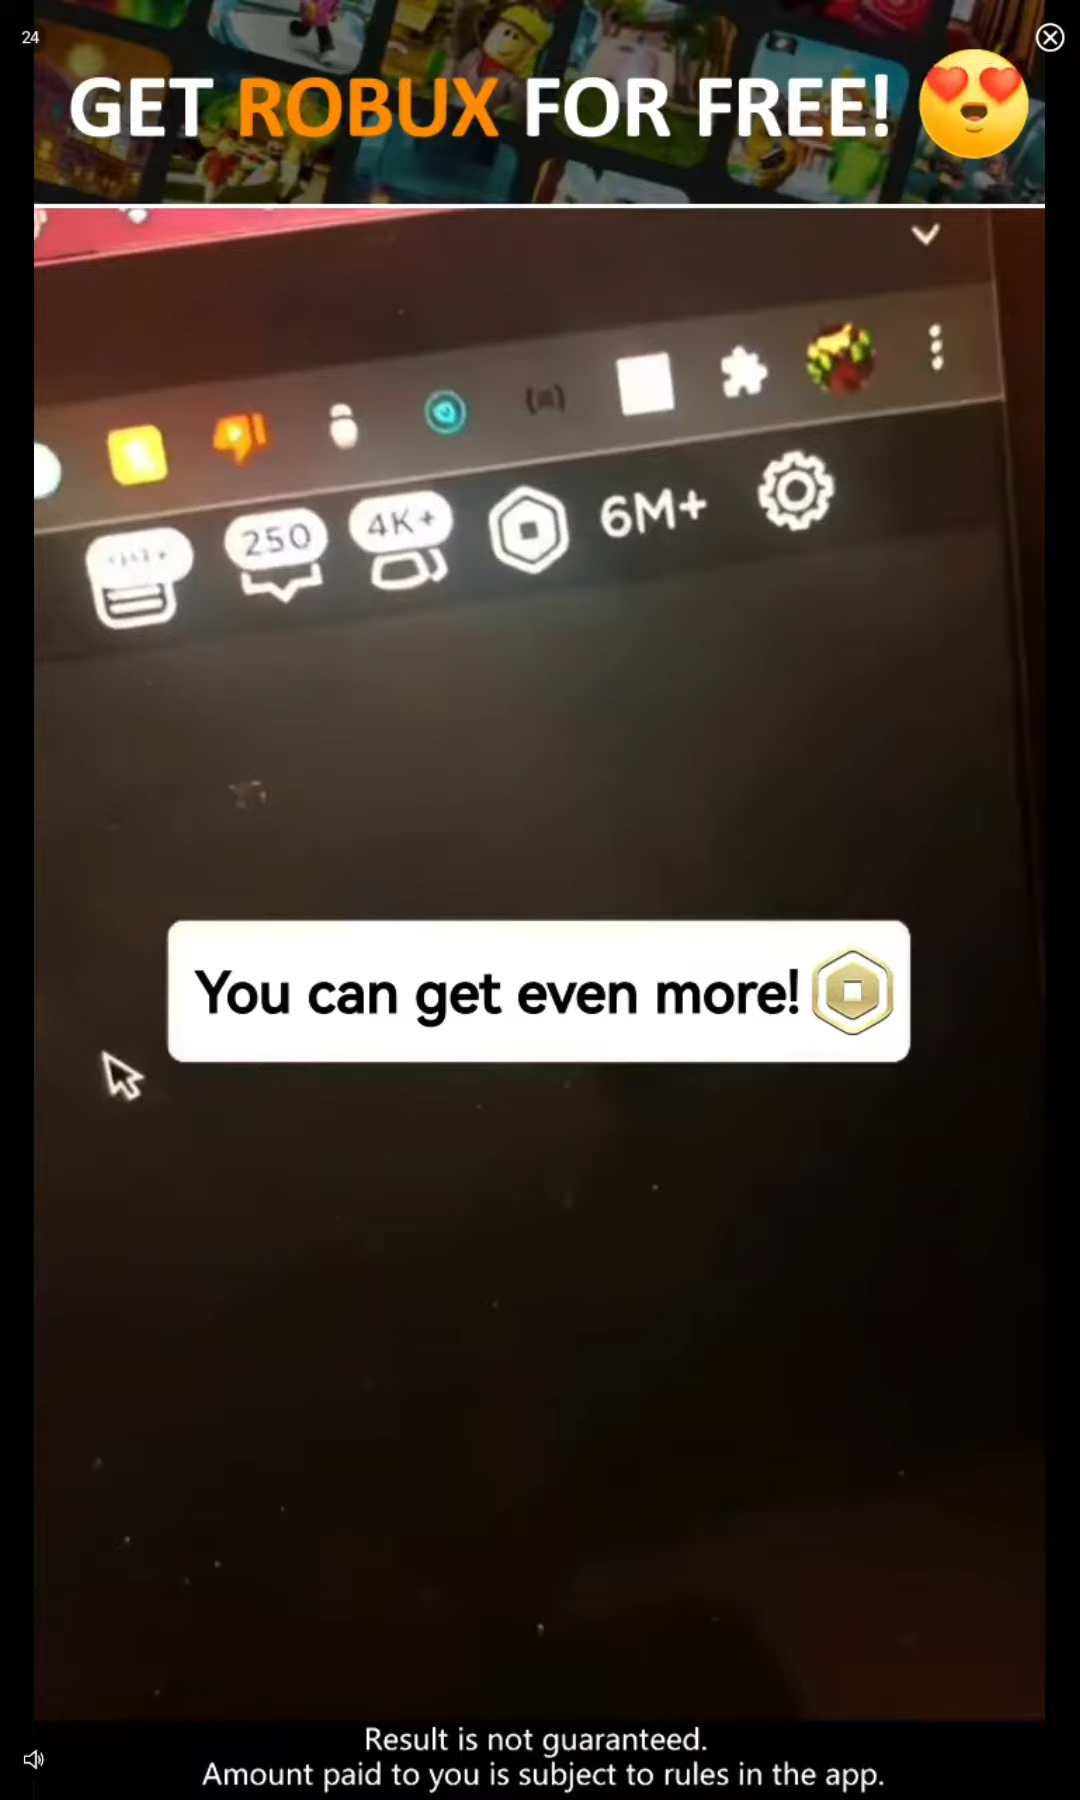 24
GET ROBUX FOR FREE!
250
4K+
6M+
You can get even more!
Result is not guaranteed.
Amount paid to you is subject to rules in the app.